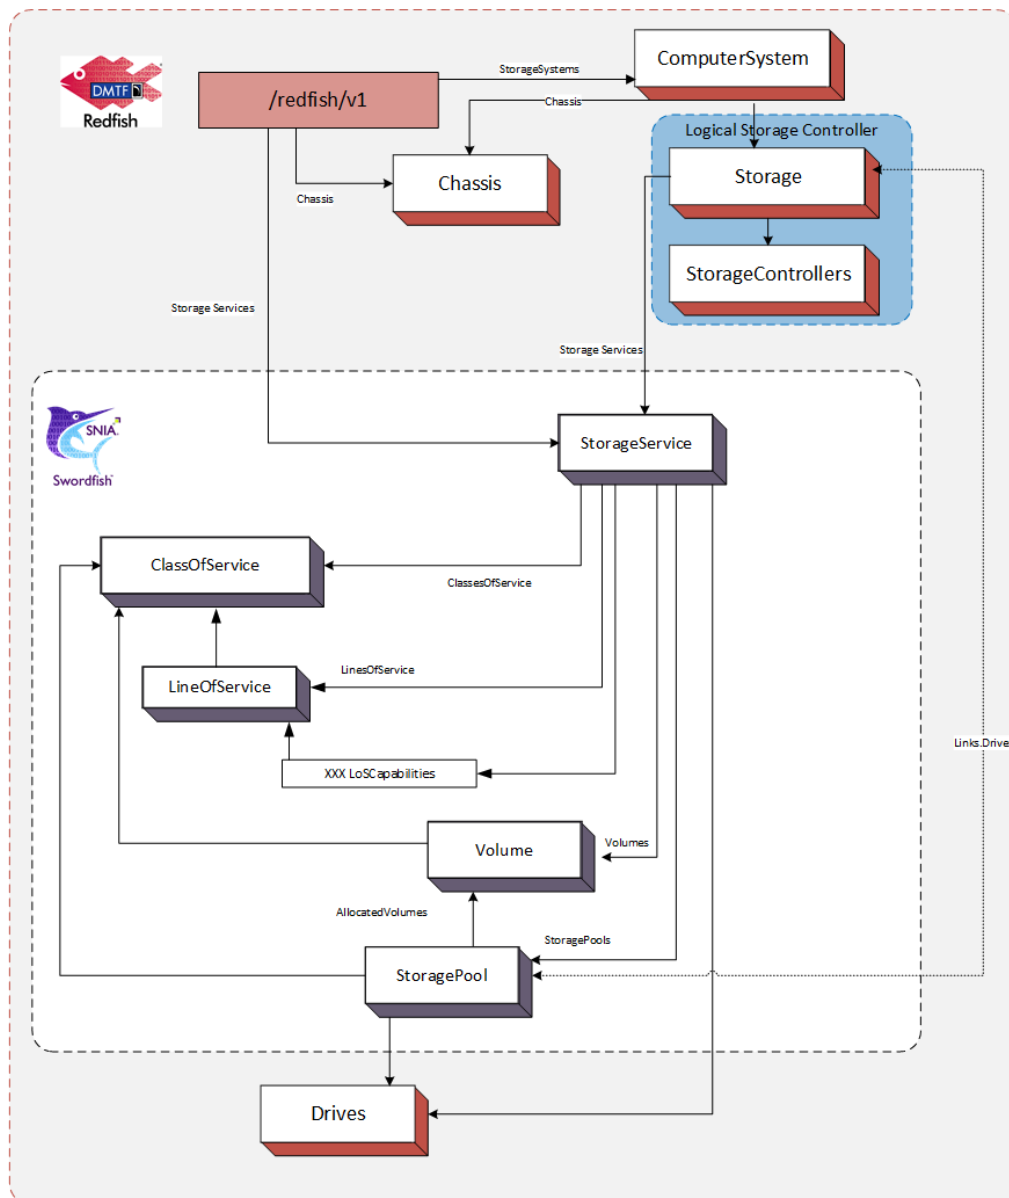 ComputerSystem
StorageSystems
DMTF
Redfish
/redfish/v1
Chassis
Logical Storage Controller
Chassis
Storage
Chassis
StorageControllers
Storage Services
Storage Services
SNIA
Swordfish™
StorageService
ClassOfService
ClassesOfService
LinesOfService
LineOfService
Links.Drive
XXX LoSCapabilities
Volume
Volumes
AllocatedVolumes
StoragePools
StoragePool
Drives